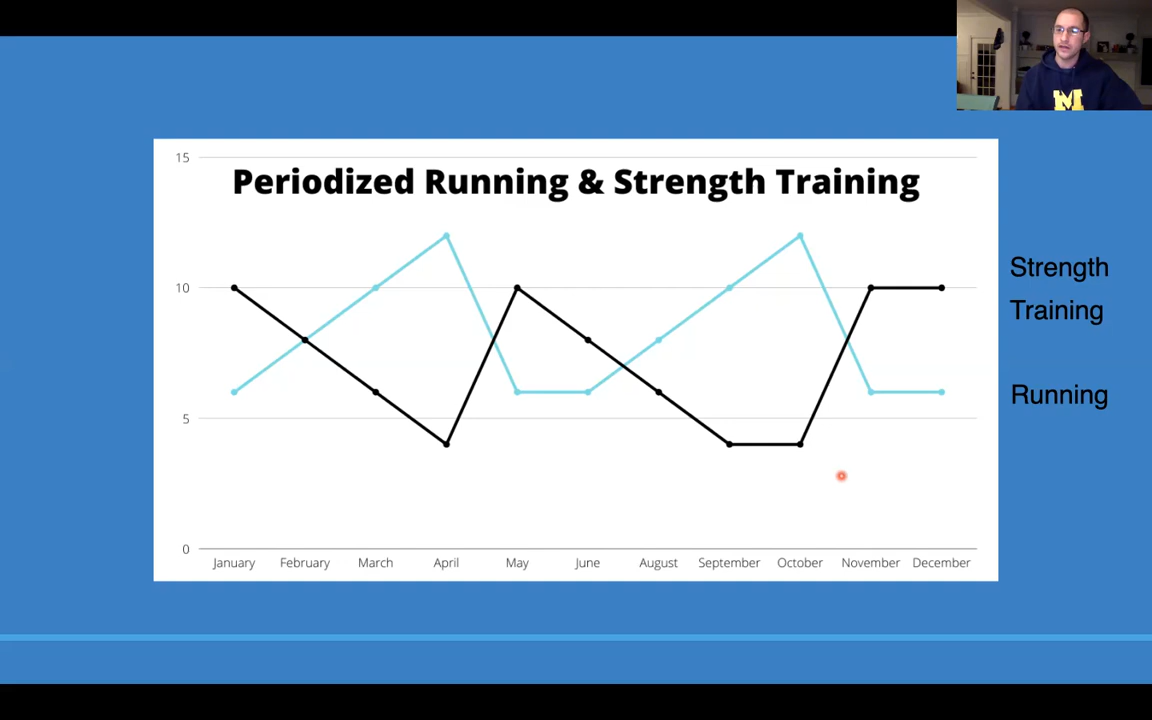 M
15
Periodized Running & Strength Training
10
5
0
January February March April May June August September October November December
Strength
Training
Running